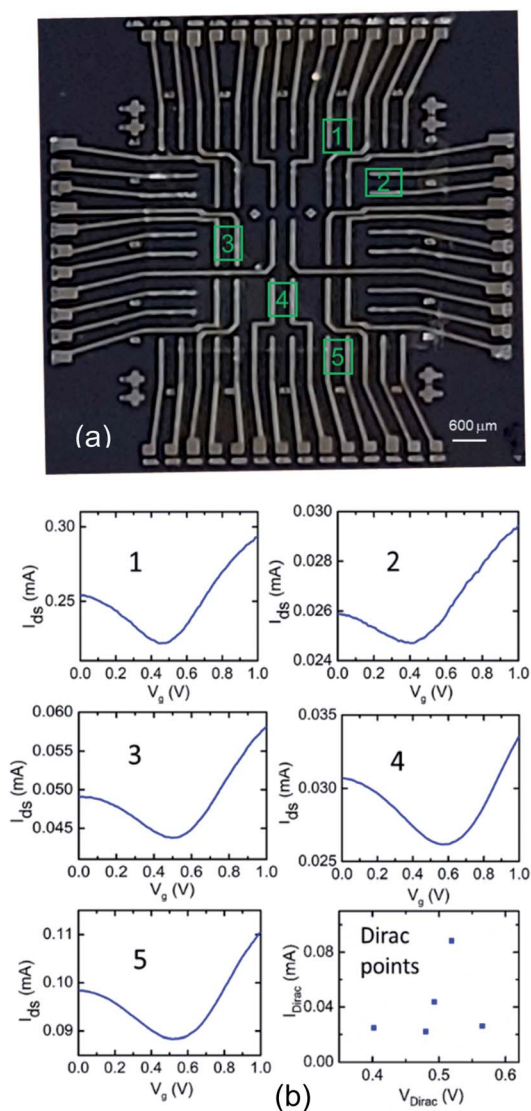 1
2
3
4
5
(a)
600 μm
0.30
0.25
I_ds (mA)
1
0.0 0.2 0.4 0.6 0.8 1.0
V_g (V)
0.030
0.028
0.026
0.024
I_ds (mA)
2
0.0 0.2 0.4 0.6 0.8 1.0
V_g (V)
0.060
0.055
0.050
0.045
I_ds (mA)
3
0.0 0.2 0.4 0.6 0.8 1.0
V_g (V)
0.035
0.030
0.025
I_ds (mA)
4
0.0 0.2 0.4 0.6 0.8 1.0
V_g (V)
0.11
0.10
0.09
I_ds (mA)
5
0.0 0.2 0.4 0.6 0.8 1.0
V_g (V)
0.08
0.04
0.00
I_Dirac (mA)
Dirac
points
0.4 0.5 0.6
V_Dirac (V)
(b)